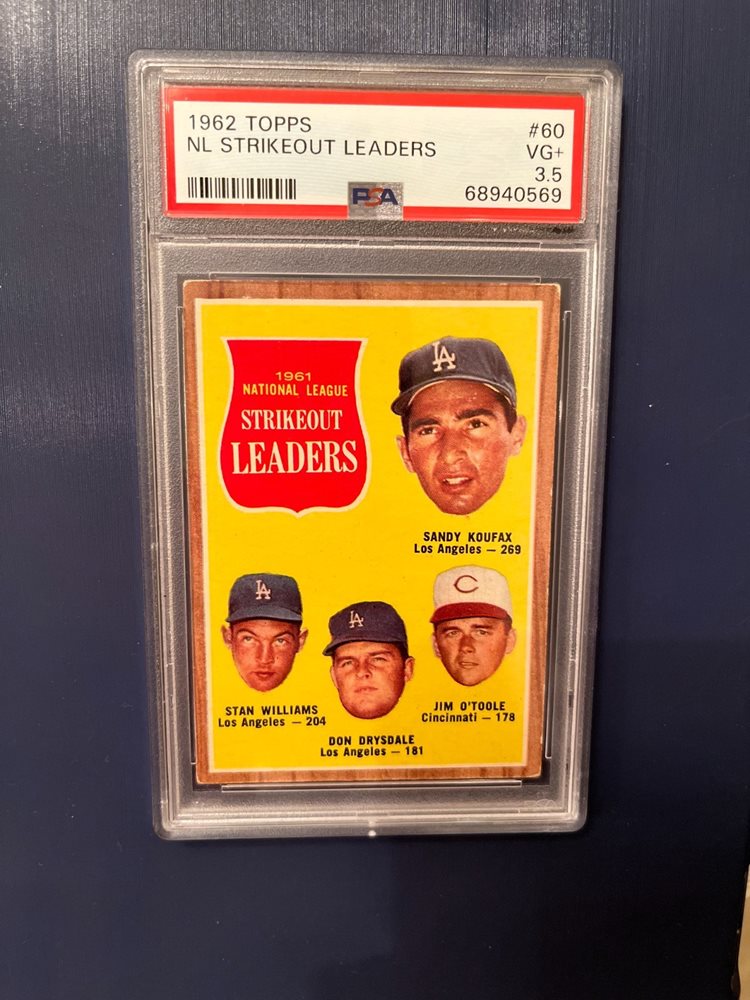 1962 TOPPS
NL STRIKEOUT LEADERS
#60
VG+
3.5
PSA
68940569
1961
NATIONAL LEAGUE
STRIKEOUT
LEADERS
LA
SANDY KOUFAX
Los Angeles — 269
LA
STAN WILLIAMS
Los Angeles — 204
LA
DON DRYSDALE
Los Angeles — 181
C
JIM O'TOOLE
Cincinnati — 178